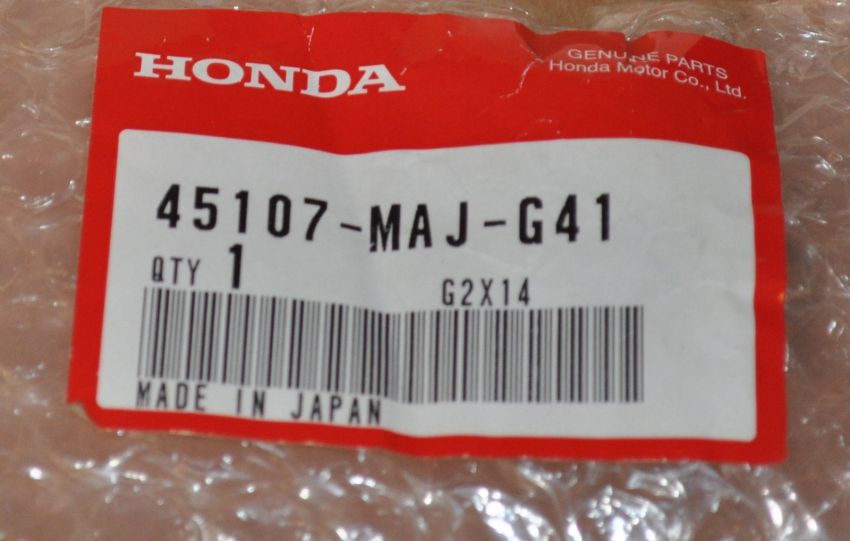 HONDA
GENUINE PARTS
Honda Motor Co., Ltd.
45107-MAJ-G41
QTY 1
G2X14
MADE IN JAPAN